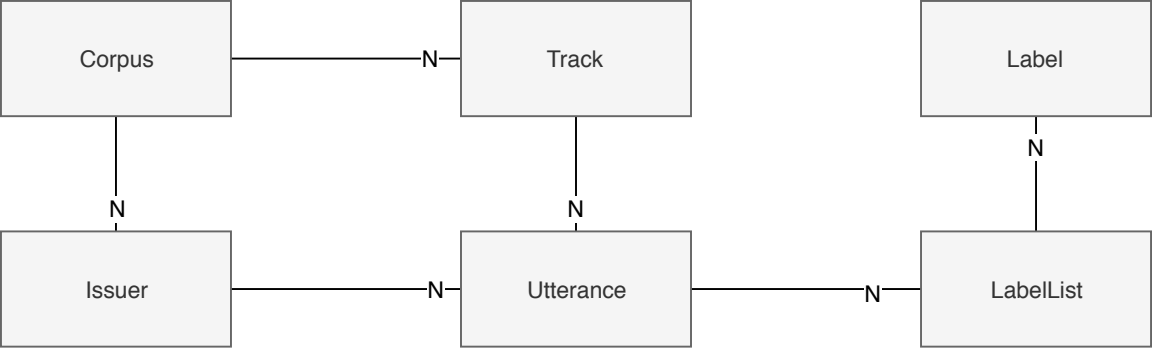 Corpus
N
Track
Label
N
N
N
Issuer
N
Utterance
N
LabelList